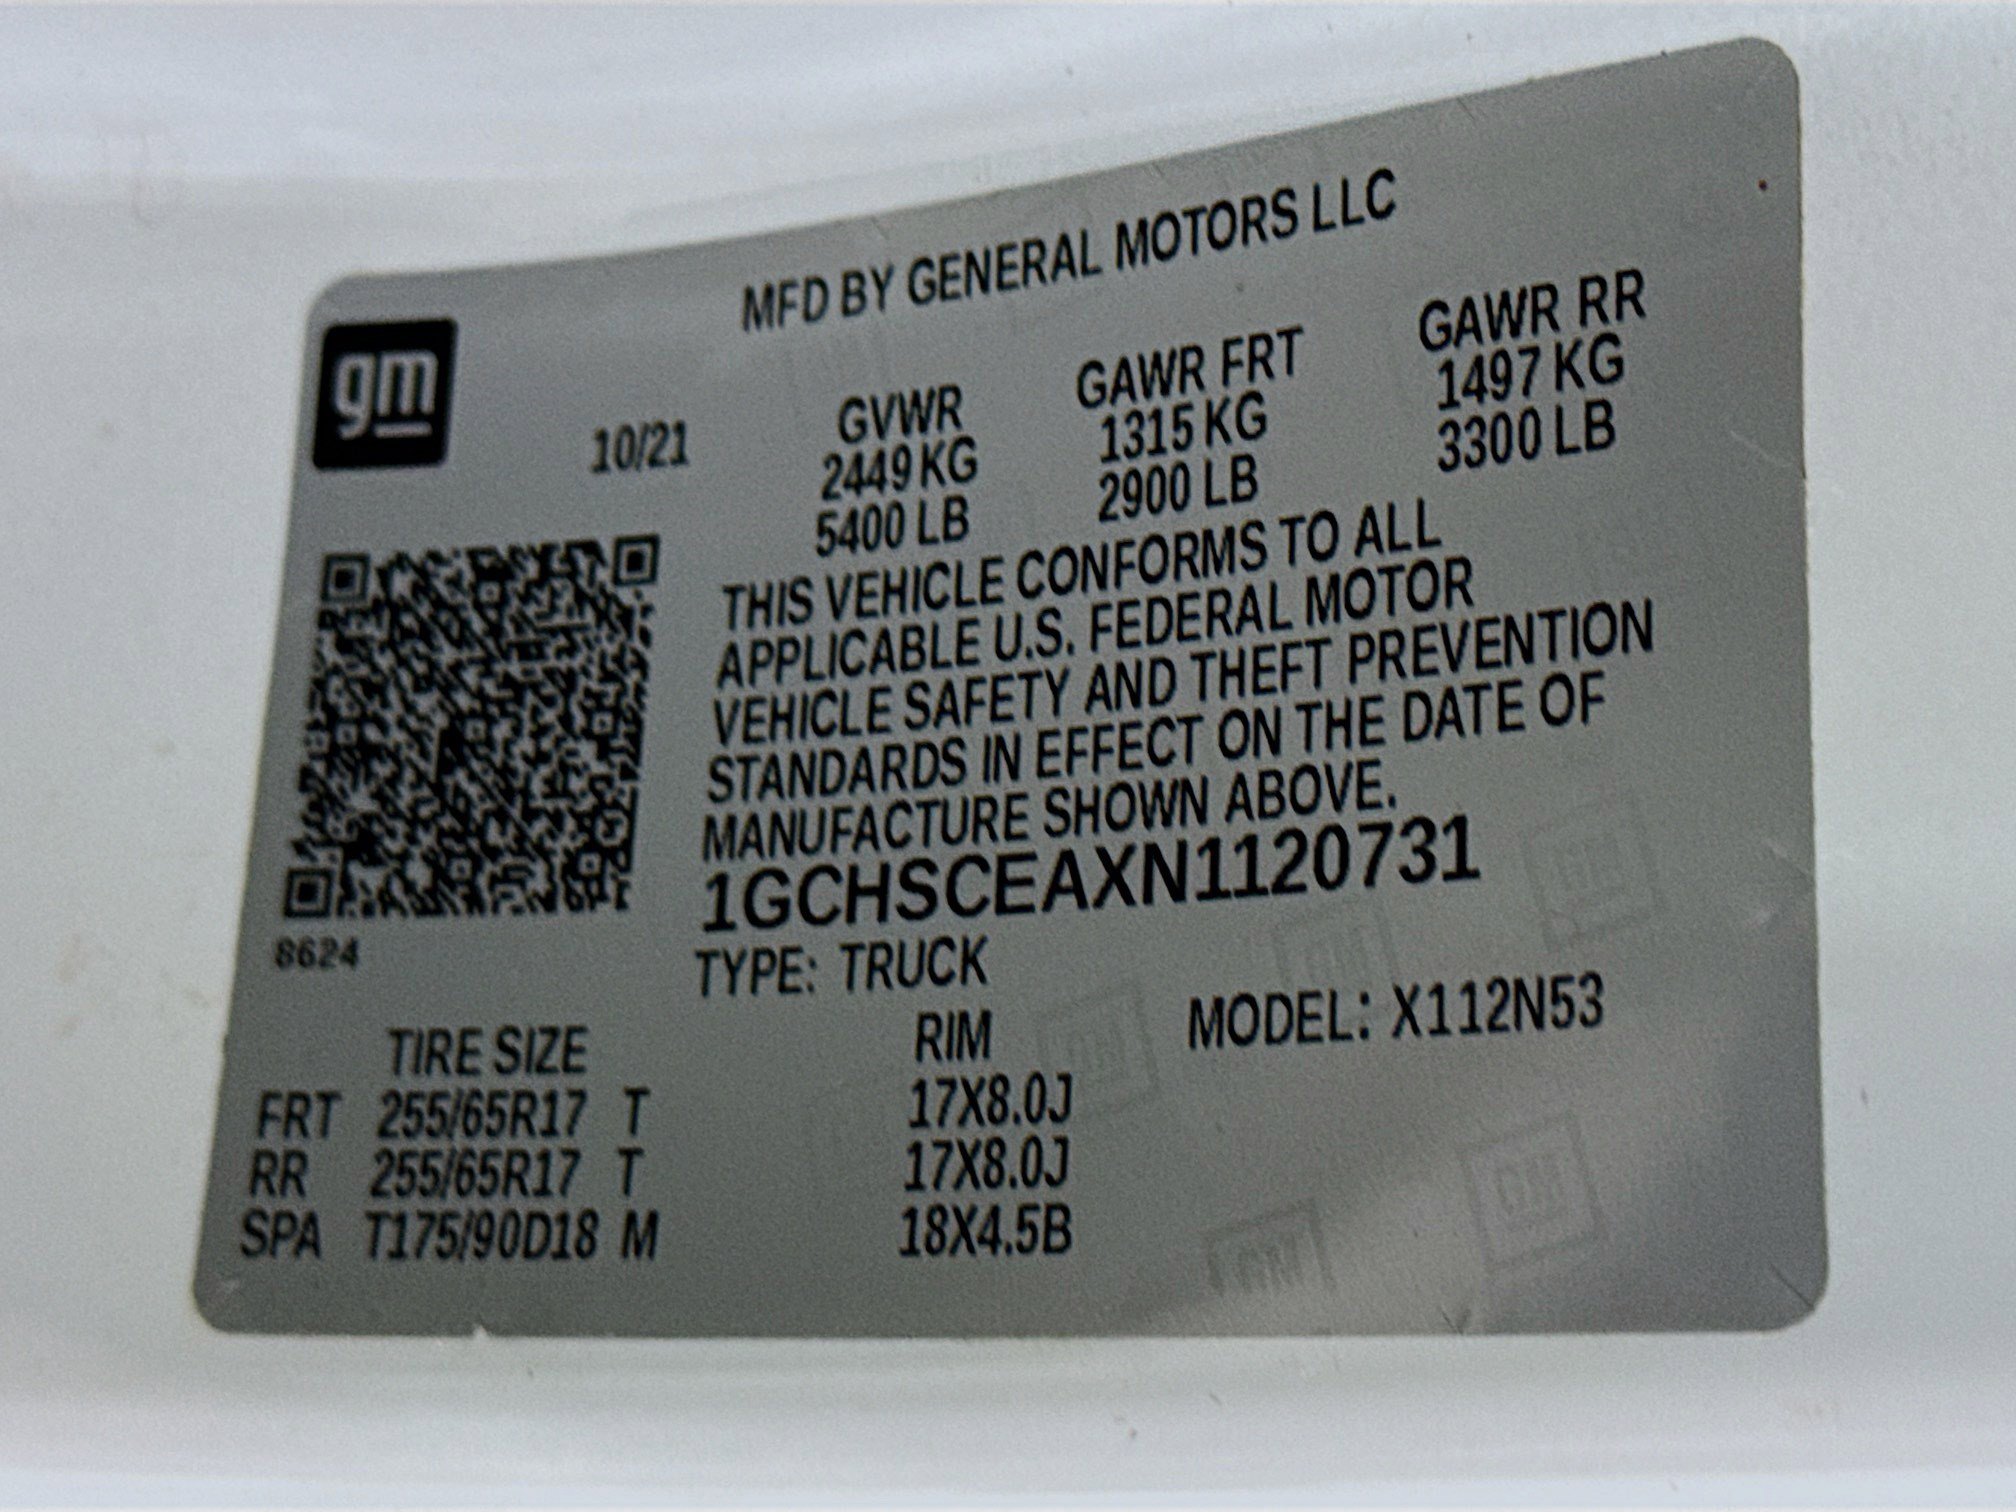 MFD BY GENERAL MOTORS LLC
gm
10/21
GVWR GAWR FRT GAWR RR
2449 KG 1315 KG 1497 KG
5400 LB 2900 LB 3300 LB
THIS VEHICLE CONFORMS TO ALL
APPLICABLE U.S. FEDERAL MOTOR
VEHICLE SAFETY AND THEFT PREVENTION
STANDARDS IN EFFECT ON THE DATE OF
MANUFACTURE SHOWN ABOVE.
1GCHSCEAXN1120731
8624
TYPE: TRUCK
MODEL: X112N53
TIRE SIZE RIM
FRT 255/65R17 T 17X8.0J
RR 255/65R17 T 17X8.0J
SPA T175/90D18 M 18X4.5B